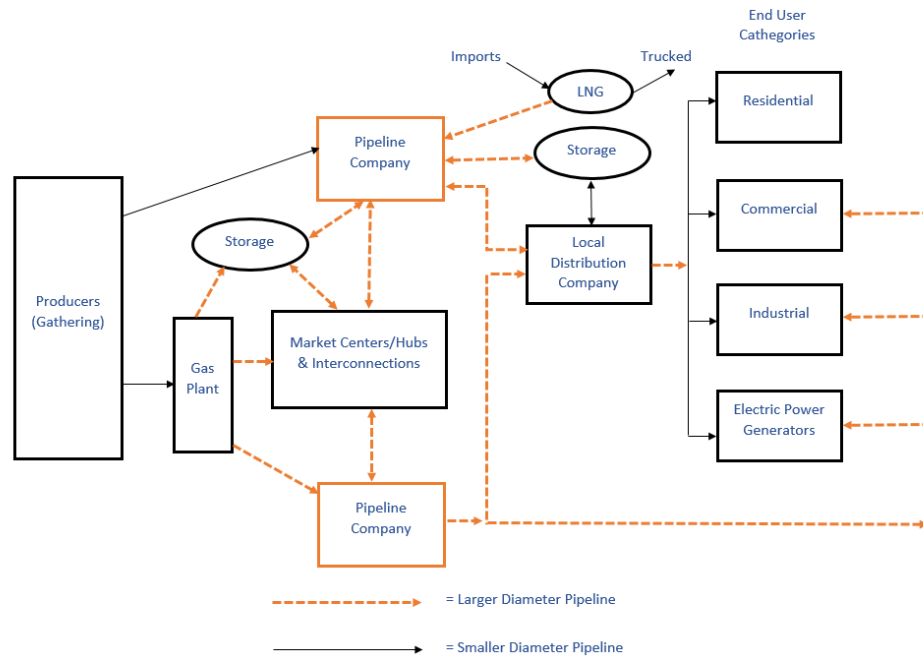 End User
Cathegories
Imports
Trucked
LNG
Residential
Pipeline
Company
Storage
Commercial
Storage
Local
Distribution
Company
Producers
(Gathering)
Gas
Plant
Market Centers/Hubs
& Interconnections
Industrial
Electric Power
Generators
Pipeline
Company
= Larger Diameter Pipeline
= Smaller Diameter Pipeline